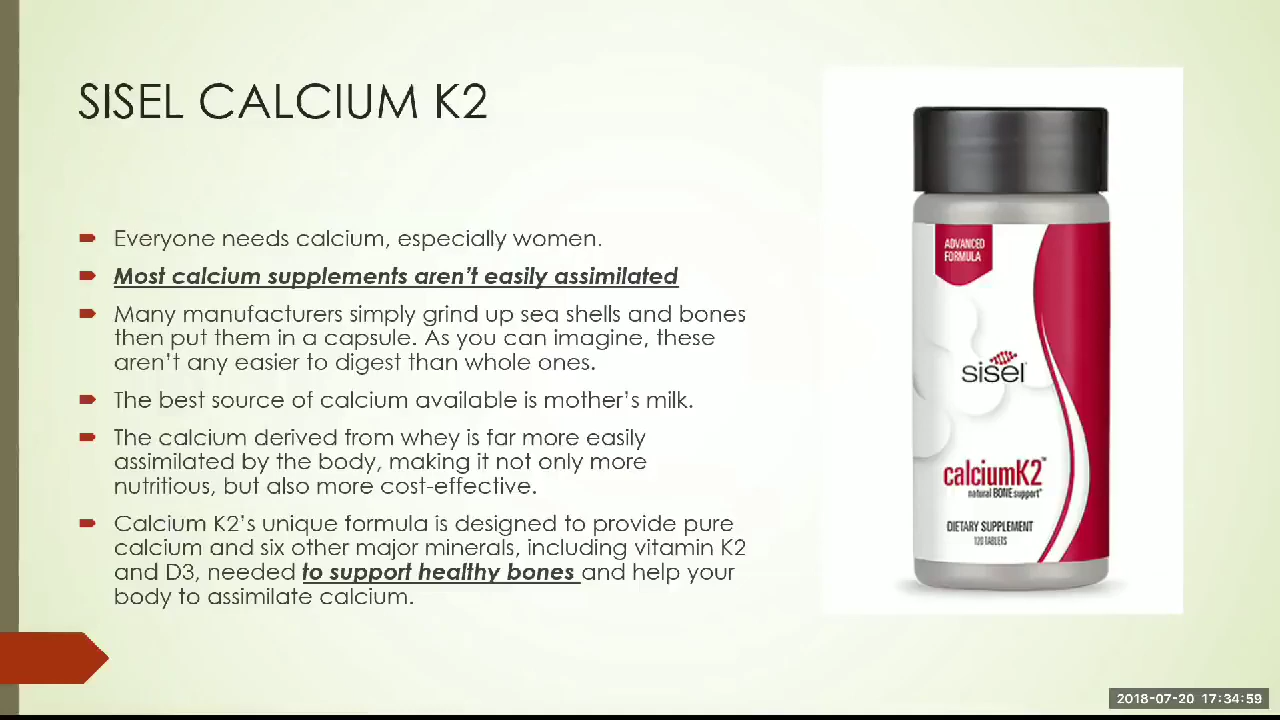 SISEL CALCIUM K2
Everyone needs calcium, especially women.
Most calcium supplements aren't easily assimilated
Many manufacturers simply grind up sea shells and bones
then put them in a capsule. As you can imagine, these
aren't any easier to digest than whole ones.
The best source of calcium available is mother's milk.
The calcium derived from whey is far more easily
assimilated by the body, making it not only more
nutritious, but also more cost-effective.
Calcium K2's unique formula is designed to provide pure
calcium and six other major minerals, including vitamin K2
and D3, needed to support healthy bones and help your
body to assimilate calcium.
ADVANCED
FORMULA
sisel
calciumK2™
natural BONE support
DIETARY SUPPLEMENT
120 TABLETS
2018-07-20 17:34:59